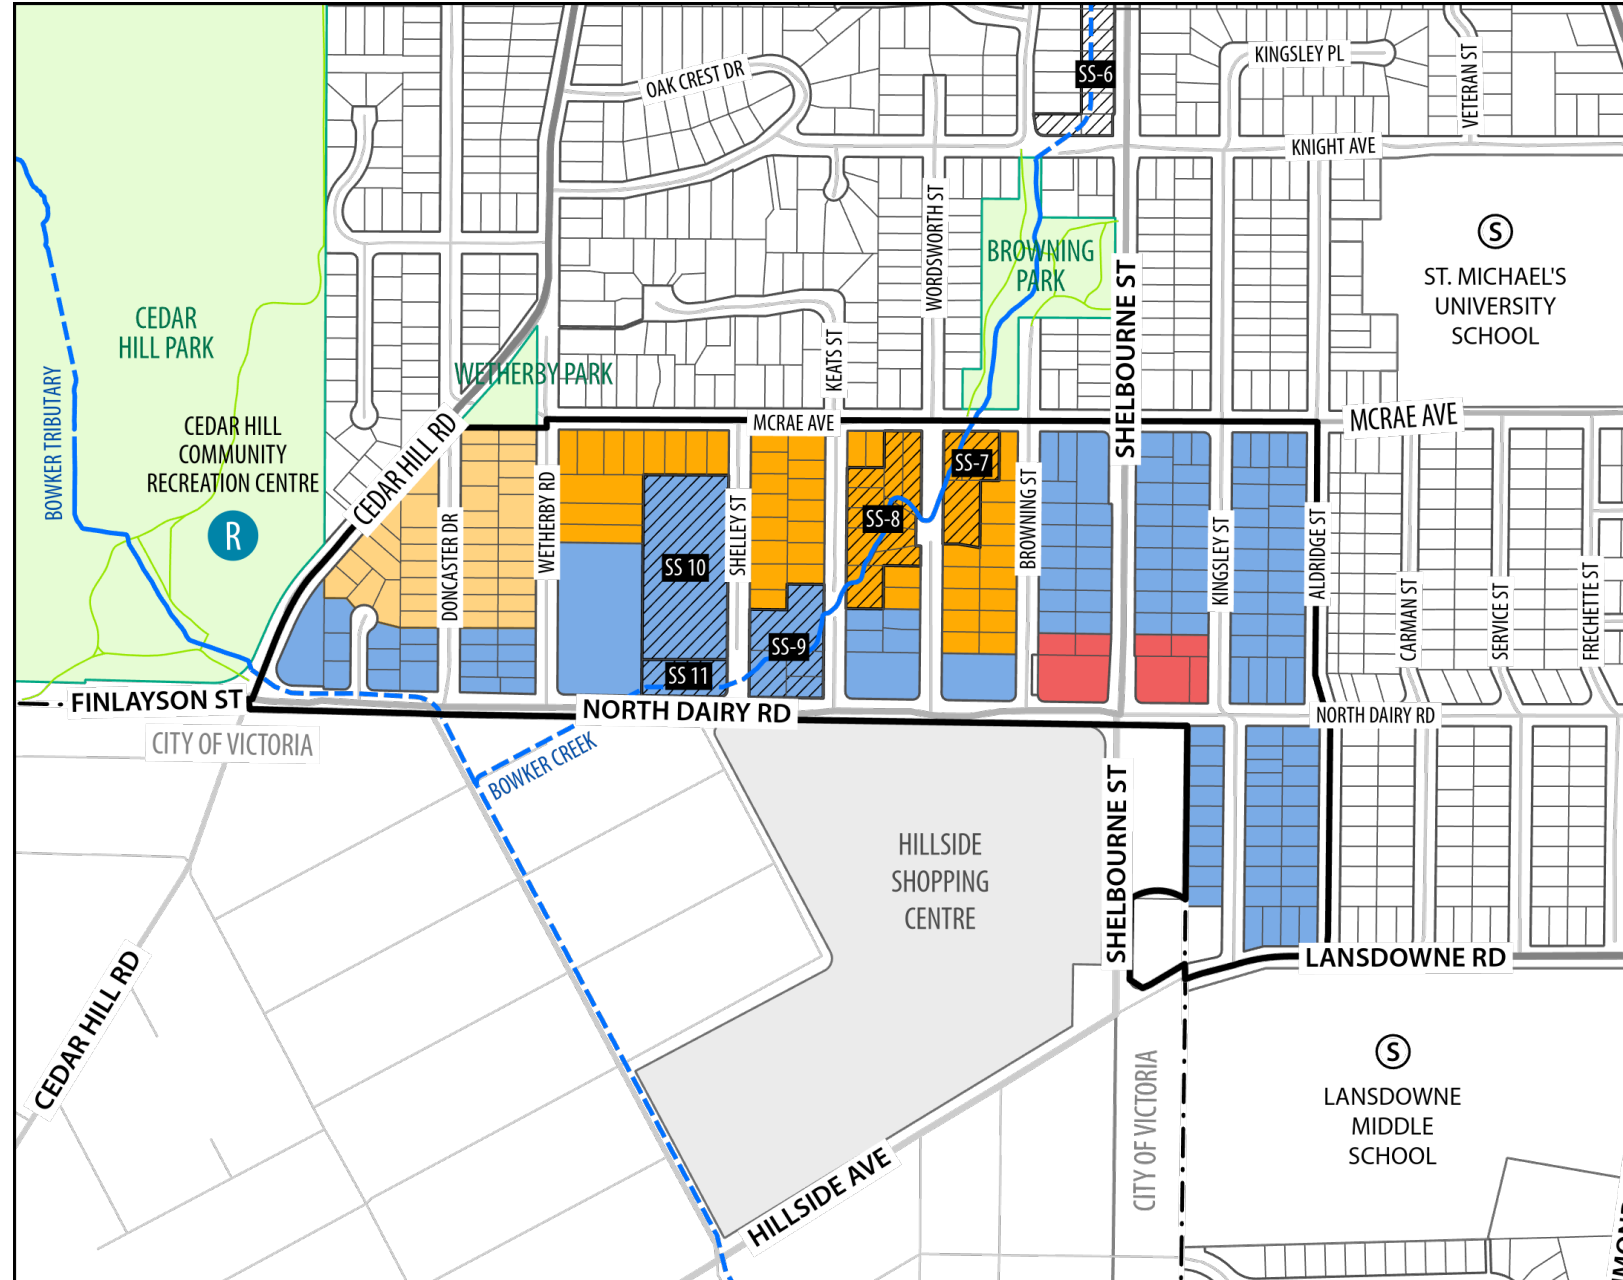 KINGSLEY PL
VETERAN ST
OAK CREST DR
SS-6
KNIGHT AVE
WORDSWORTH ST
BROWNING
PARK
SHELBOURNE ST
S
ST. MICHAEL'S
UNIVERSITY
SCHOOL
CEDAR
HILL PARK
WETHERBY PARK
KEATS ST
BOWKER TRIBUTARY
CEDAR HILL
COMMUNITY
RECREATION CENTRE
R
CEDAR HILL RD
MCRAE AVE
MCRAE AVE
SS-7
SS-8
SS 10
SS-9
SS 11
DONCASTER DR
WETHERBY RD
SHELLEY ST
BROWNING ST
KINGSLEY ST
ALDRIDGE ST
CARMAN ST
SERVICE ST
FRECHETTE ST
FINLAYSON ST
NORTH DAIRY RD
NORTH DAIRY RD
CITY OF VICTORIA
BOWKER CREEK
HILLSIDE
SHOPPING
CENTRE
SHELBOURNE ST
LANSDOWNE RD
CEDAR HILL RD
S
LANSDOWNE
MIDDLE
SCHOOL
CITY OF VICTORIA
HILLSIDE AVE